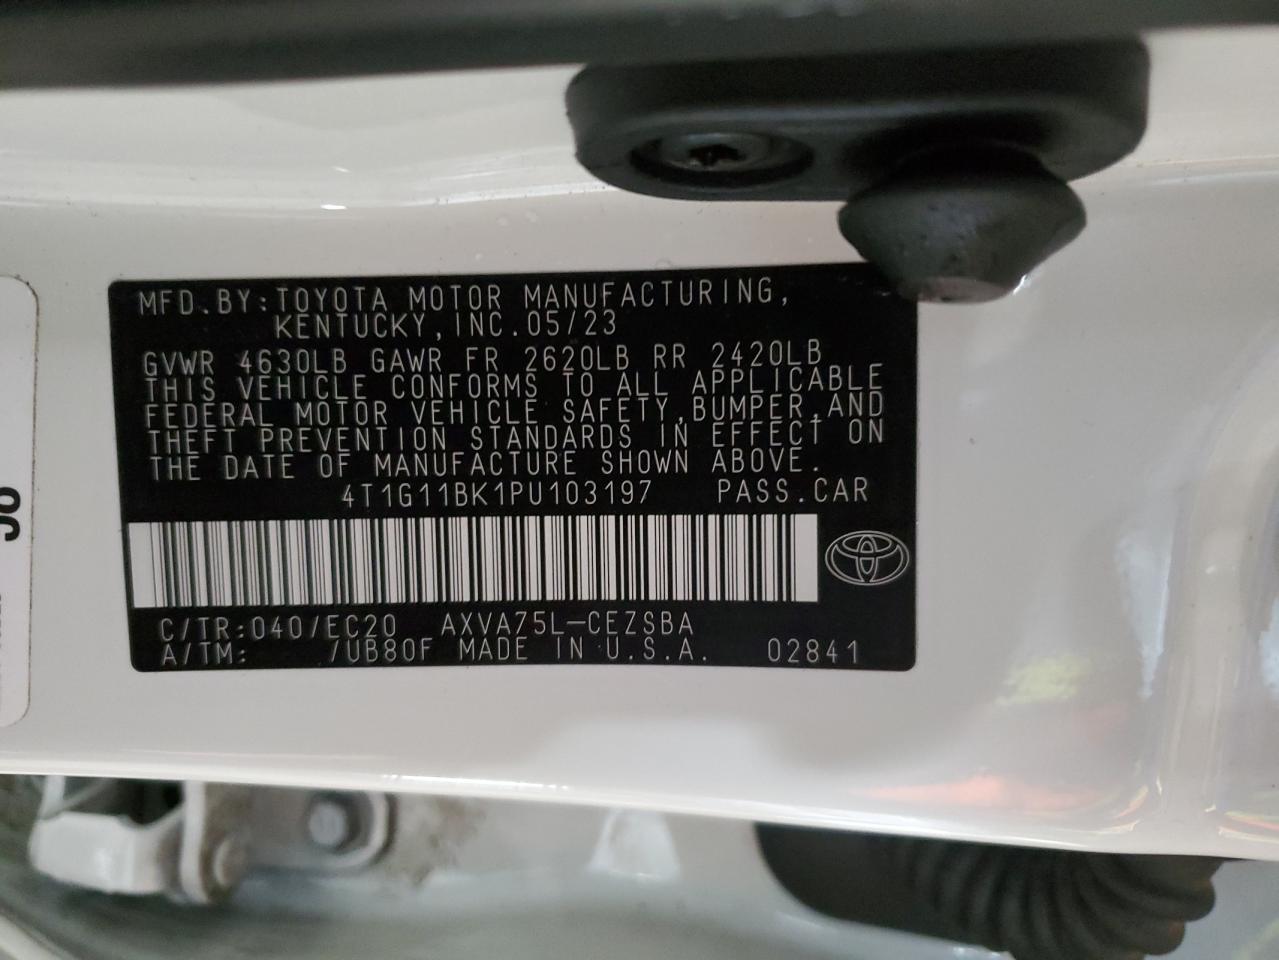 MFD.BY:TOYOTA MOTOR MANUFACTURING,
KENTUCKY,INC.05/23
GVWR 4630LB GAWR FR 2620LB RR 2420LB
THIS VEHICLE CONFORMS TO ALL APPLICABLE
FEDERAL MOTOR VEHICLE SAFETY,BUMPER,AND
THEFT PREVENTION STANDARDS IN EFFECT ON
THE DATE OF MANUFACTURE SHOWN ABOVE.
4T1G11BK1PU103197 PASS.CAR
C/TR:040/EC20 AXVA75L-CEZSBA
A/TM: /UB80F MADE IN U.S.A. 02841